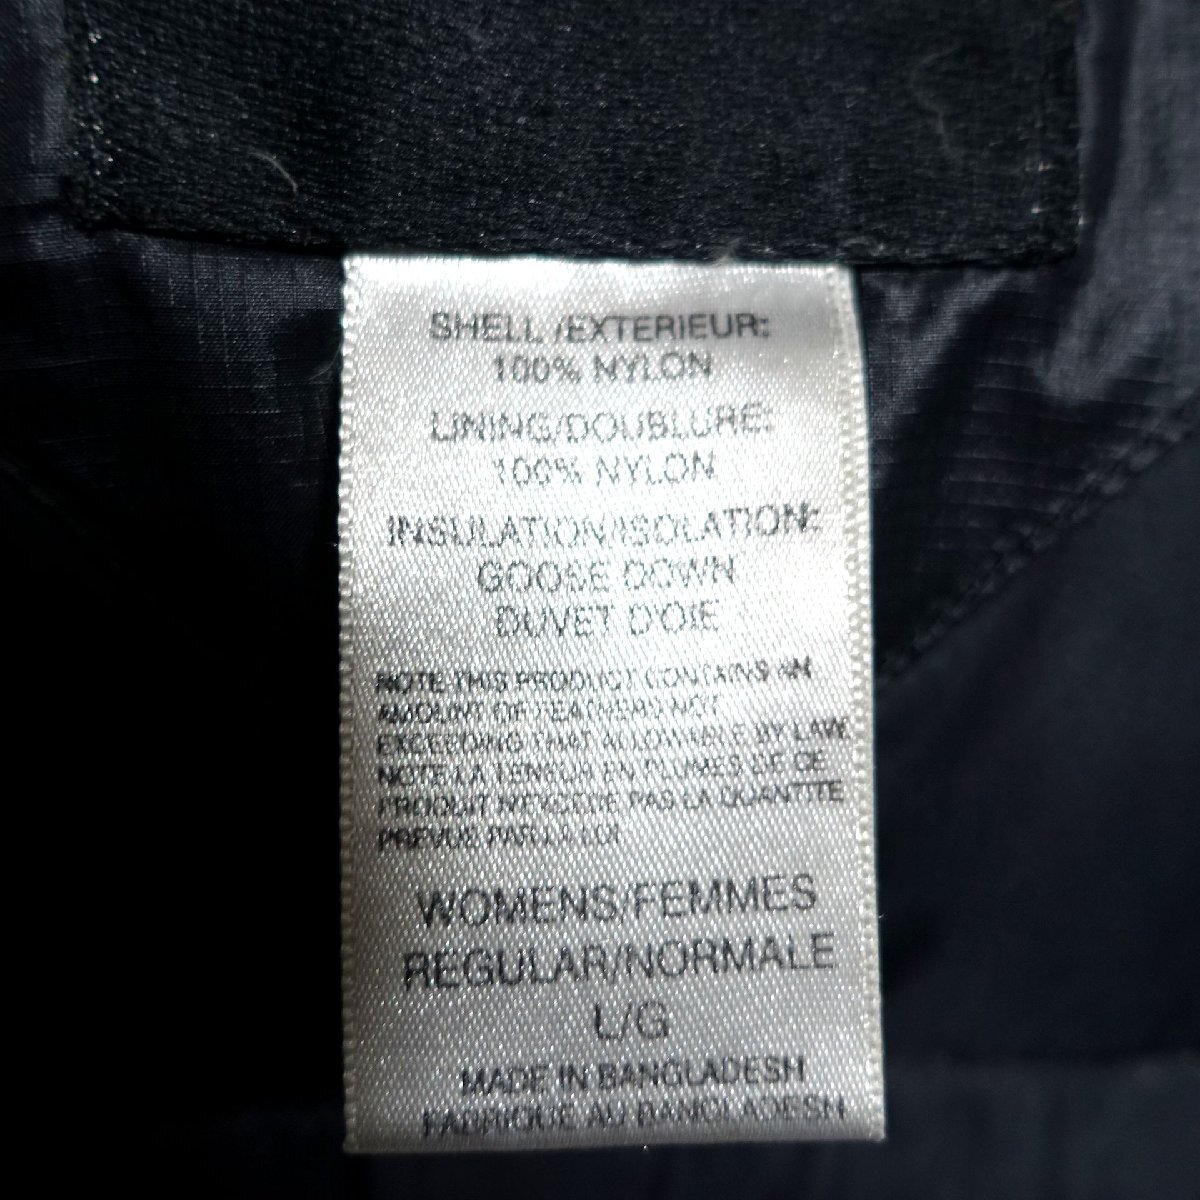 SHELL/EXTERIEUR:
100% NYLON
LINING/DOUBLURE:
100% NYLON
INSULATION/ISOLATION:
GOOSE DOWN
DUVET D'OIE
NOTE THIS PRODUCT CONTAINS AN
AMOUNT OF FEATHERS NOT
EXCEEDING THAT ALLOWABLE BY LAW
NOTE LA TENEUR EN PLUMES DE CE
PRODUIT N'EXCEDE PAS LA QUANTITE
PREVUE PAR LA LOI
WOMENS/FEMMES
REGULAR/NORMALE
L/G
MADE IN BANGLADESH
FABRIQUE AU BANGLADESH